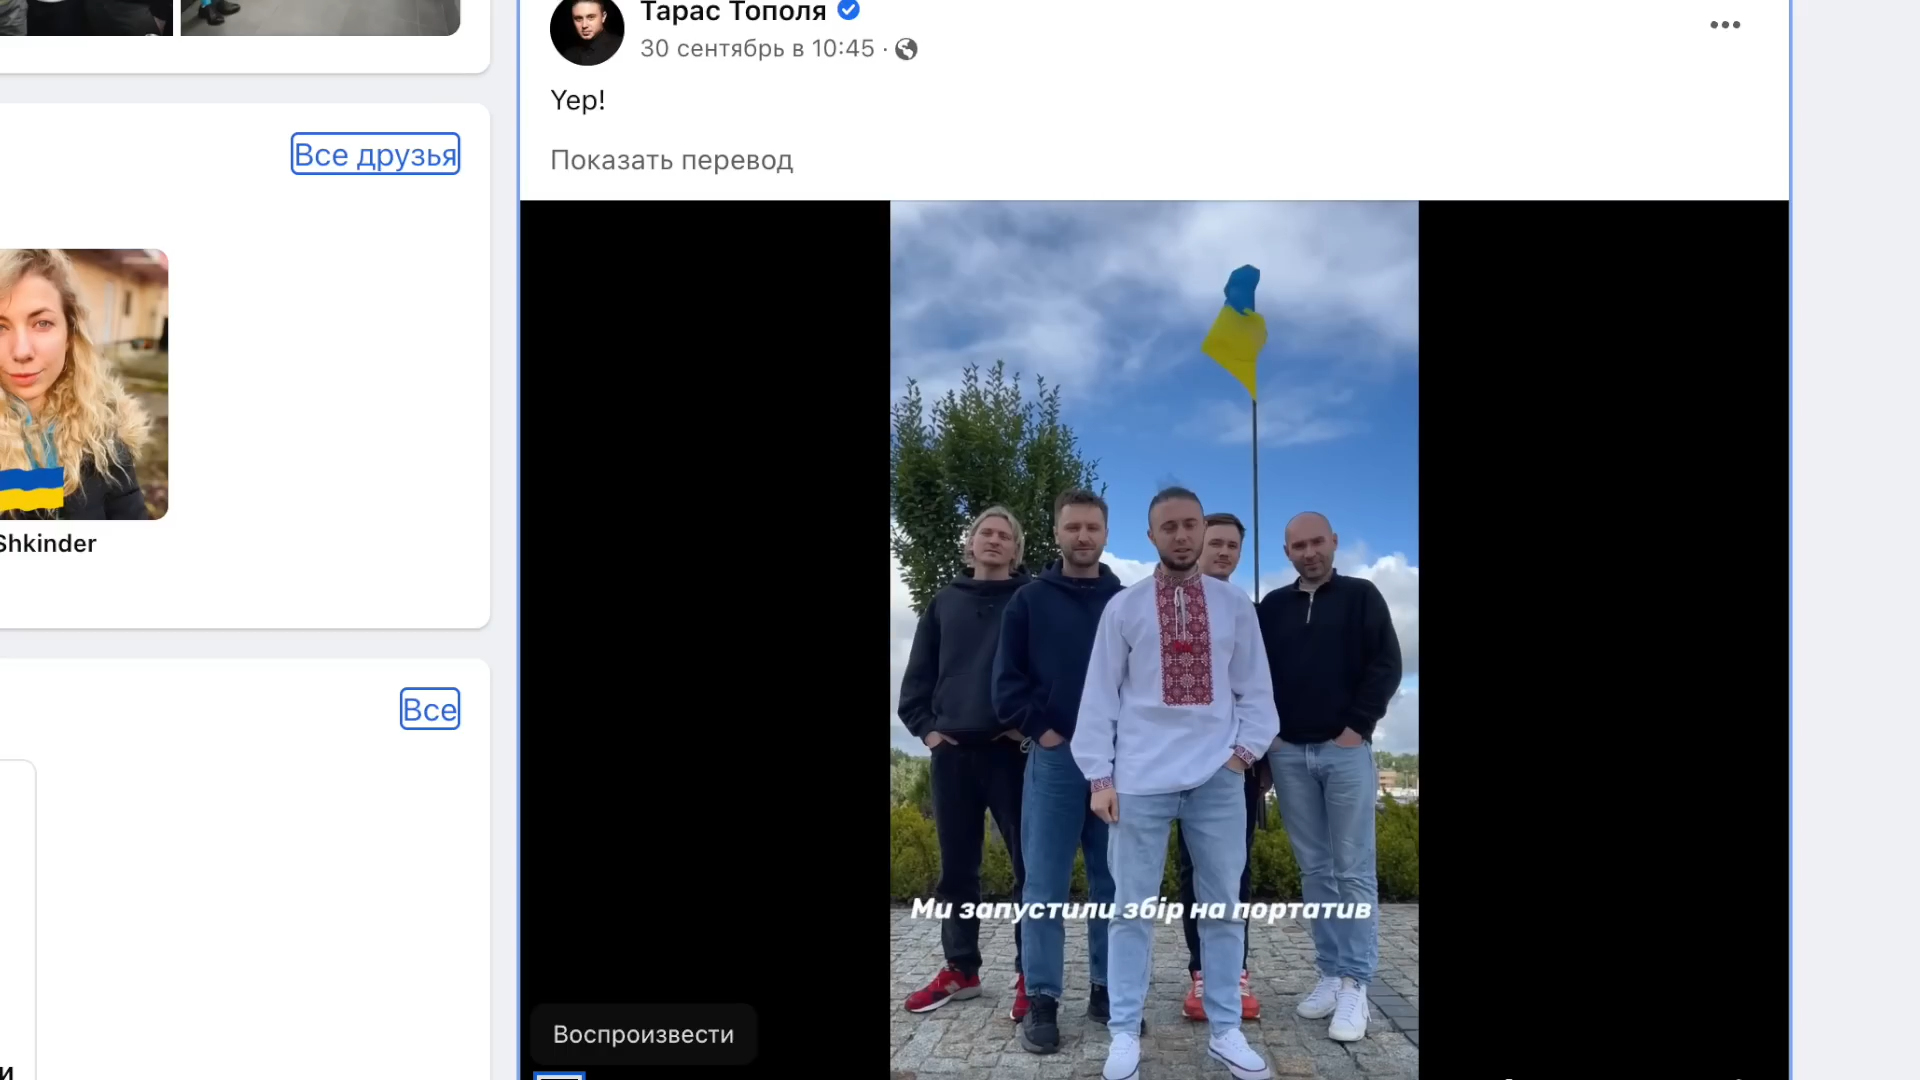 Тарас Тополя
30 сентябрь в 10:45 ·
Yep!
Показать перевод
Все друзья
Shkinder
Все
Ми запустили збір на портатив
Воспроизвести